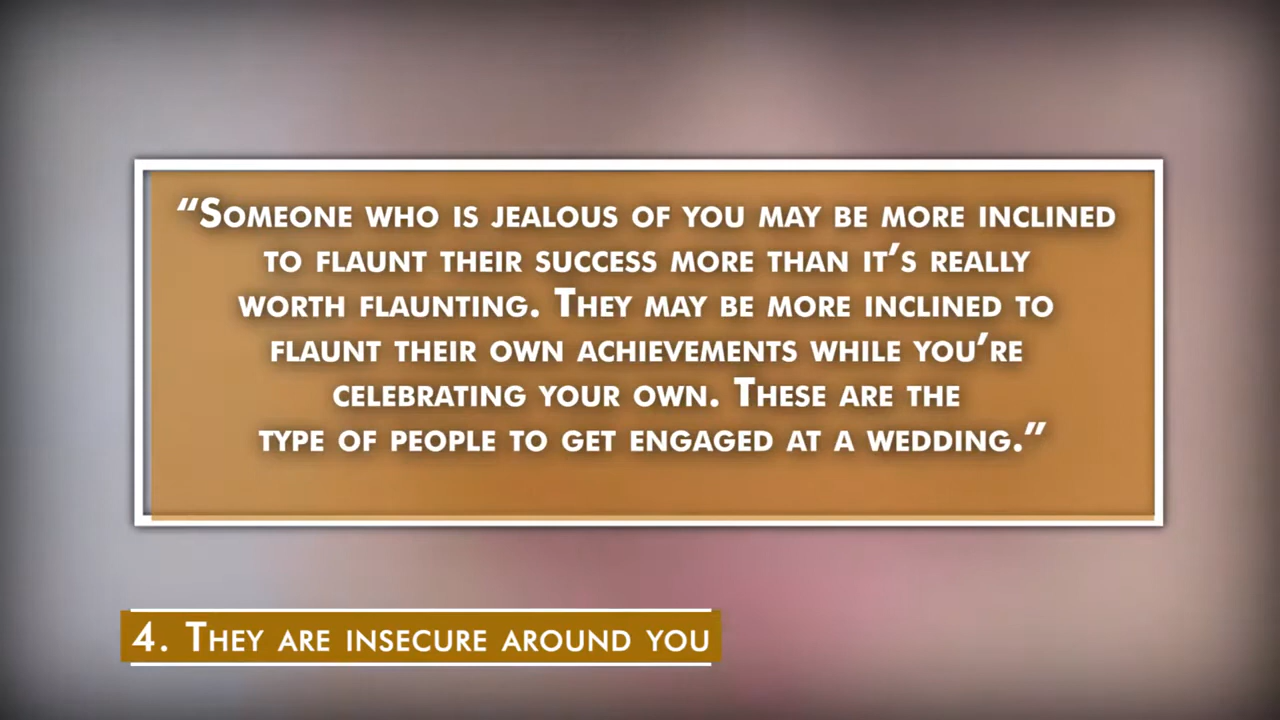 “Someone who is jealous of you may be more inclined
to flaunt their success more than it’s really
worth flaunting. They may be more inclined to
flaunt their own achievements while you’re
celebrating your own. These are the
type of people to get engaged at a wedding.”
4. They are insecure around you